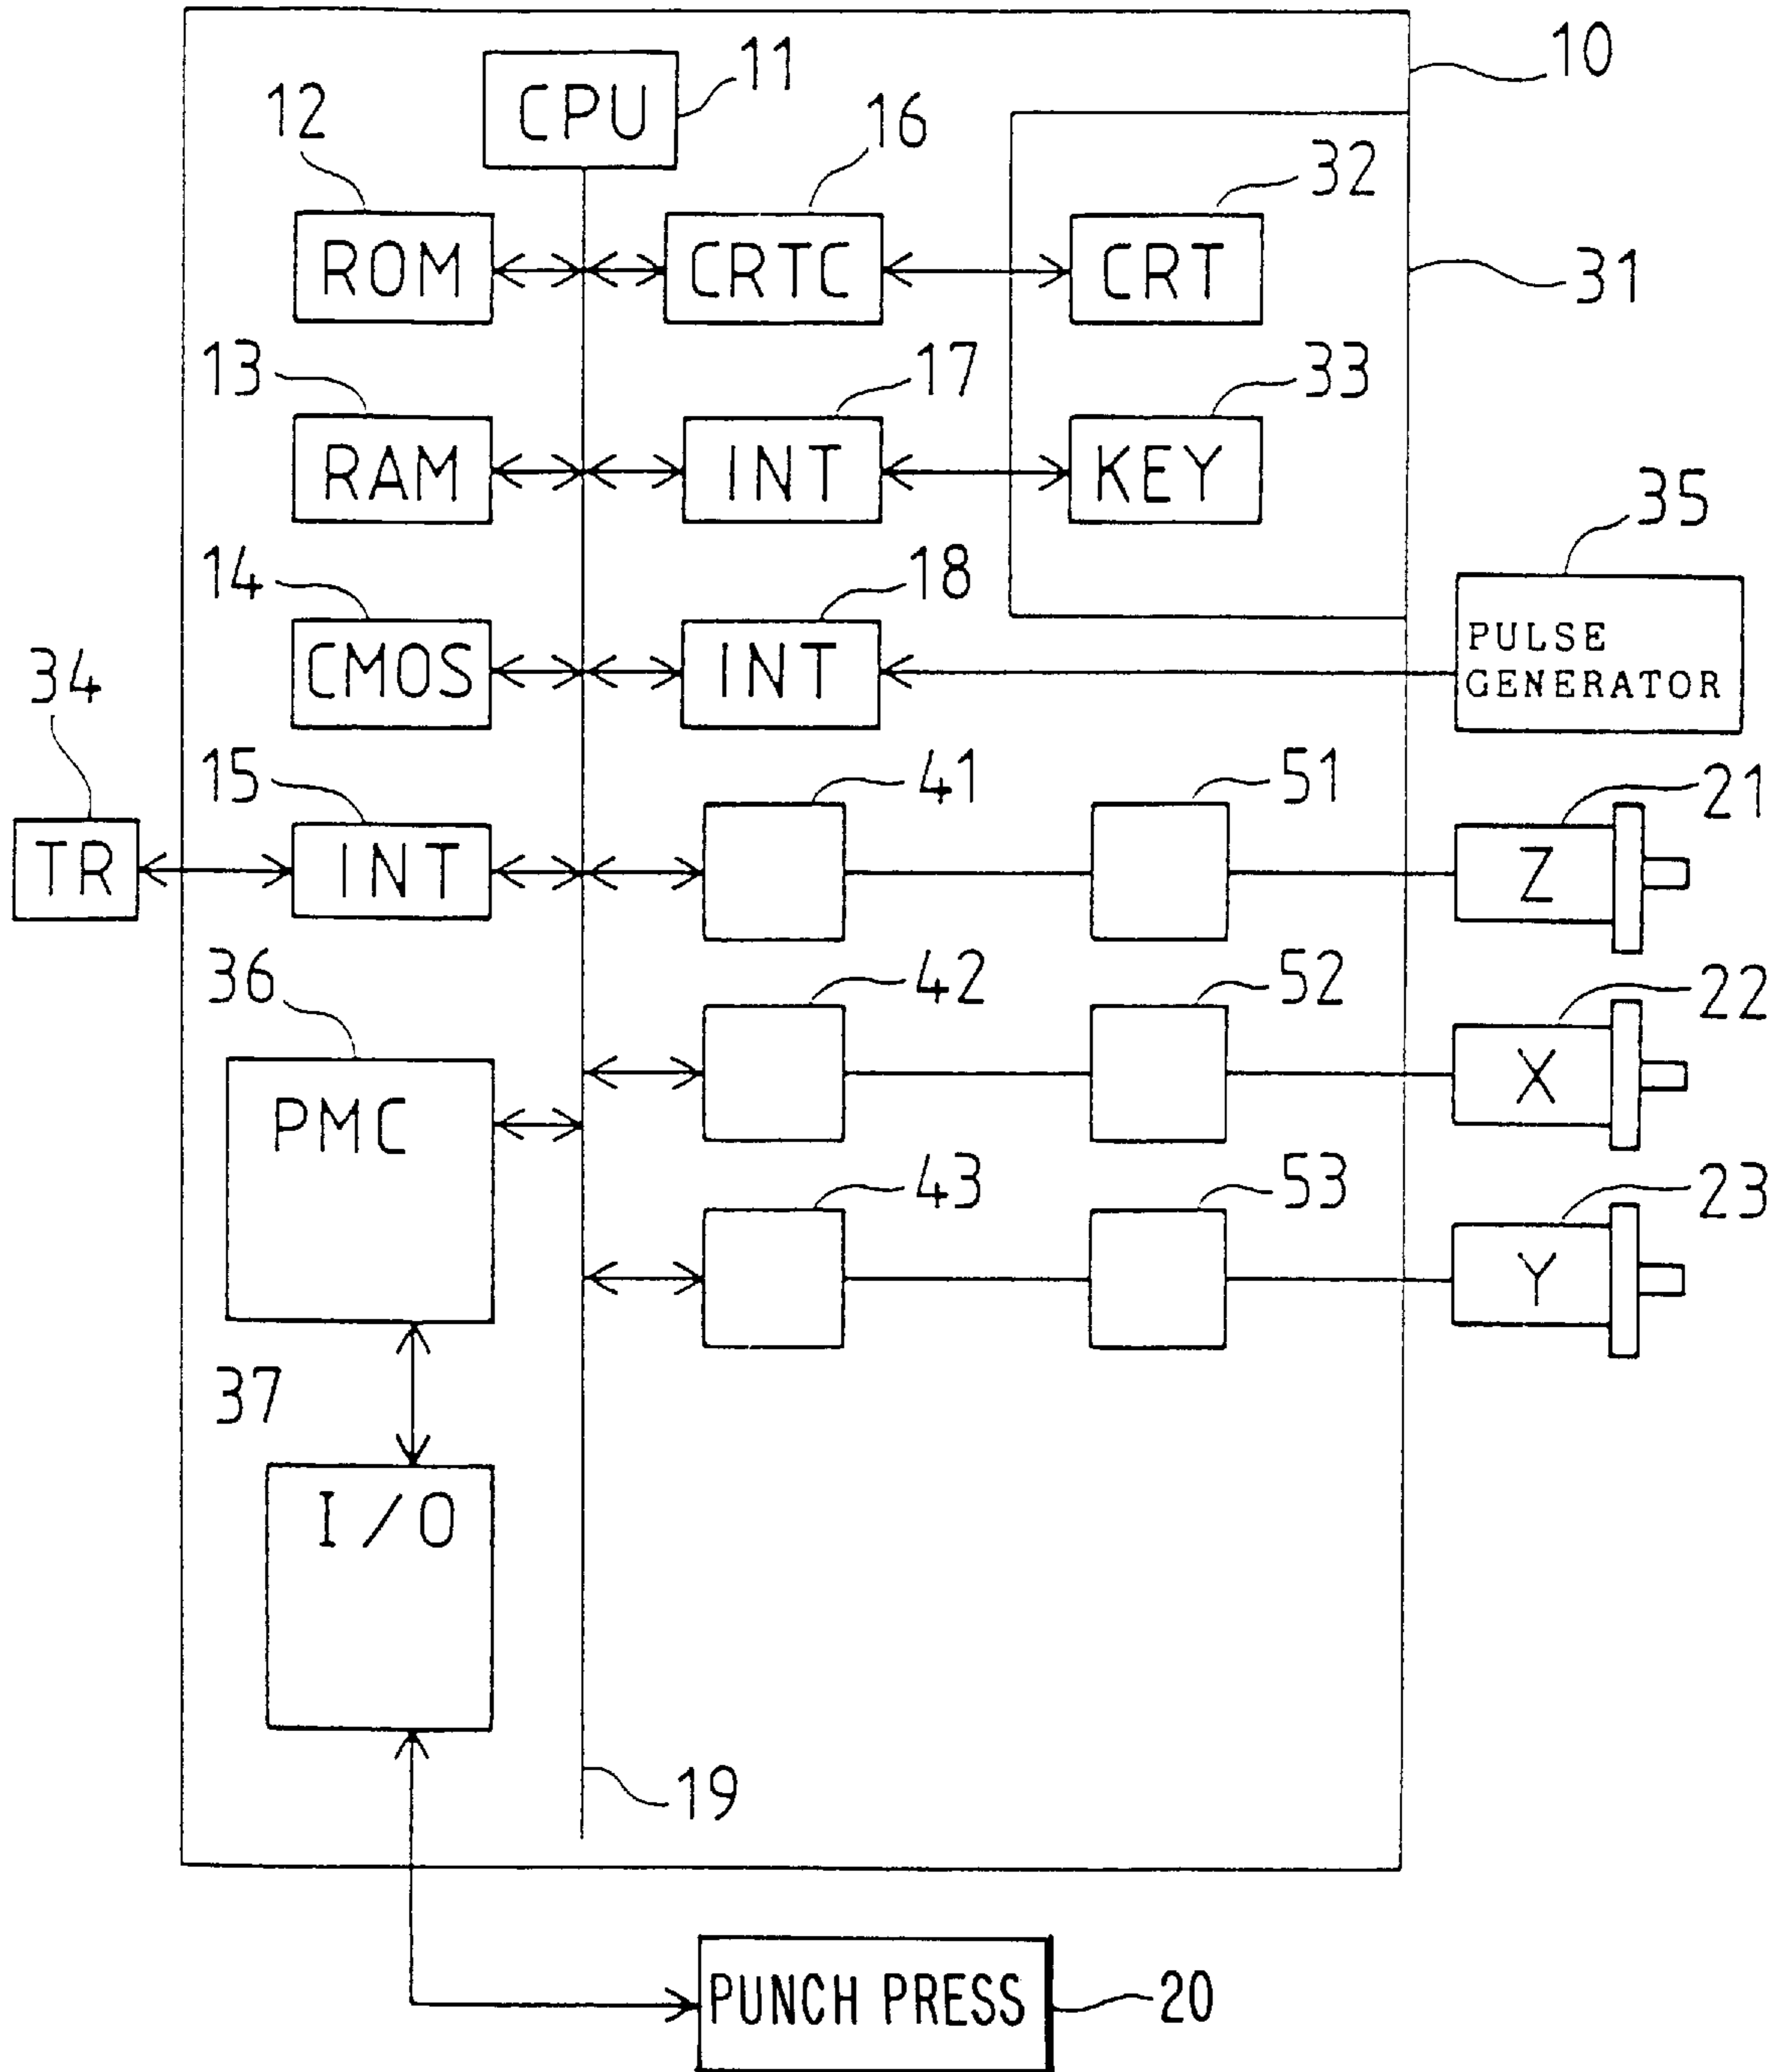 10
11
CPU
12
16
32
ROM
CRTC
CRT
31
13
17
33
RAM
INT
KEY
35
14
18
CMOS
INT
PULSE
GENERATOR
34
15
41
51
21
TR
INT
Z
36
42
52
22
PMC
X
43
53
23
Y
37
I/O
19
PUNCH PRESS
20